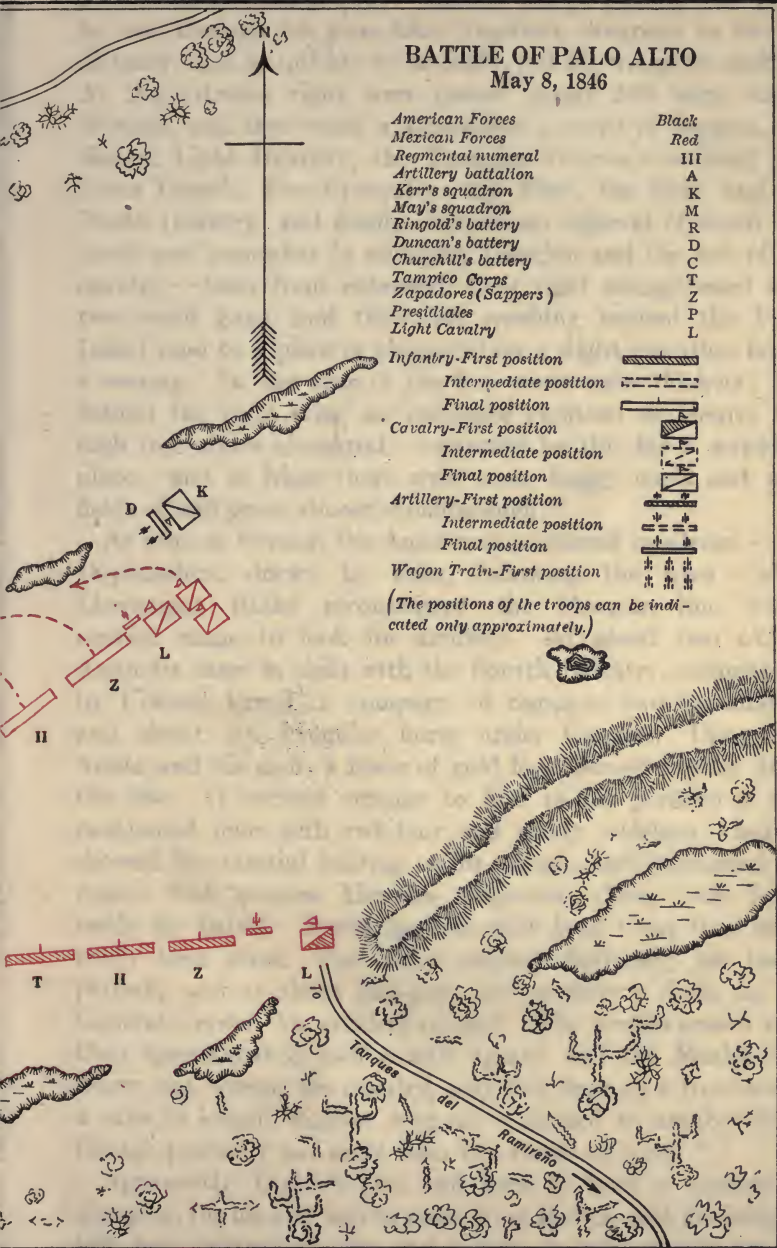 N
BATTLE OF PALO ALTO
May 8, 1846
American Forces Black
Mexican Forces Red
Regmental numeral III
Artillery battalion A
Kerr's squadron K
May's squadron M
Ringold's battery R
Duncan's battery D
Churchill's battery C
Tampico Corps T
Zapadores (Sappers) Z
Presidiales P
Light Cavalry L
Infantry-First position
Intermediate position
Final position
Cavalry-First position
Intermediate position
Final position
Artillery-First position
Intermediate position
Final position
Wagon Train-First position
(The positions of the troops can be indi-
cated only approximately.)
D K
L
Z
II
T II Z L
To Tanques del Ramireño